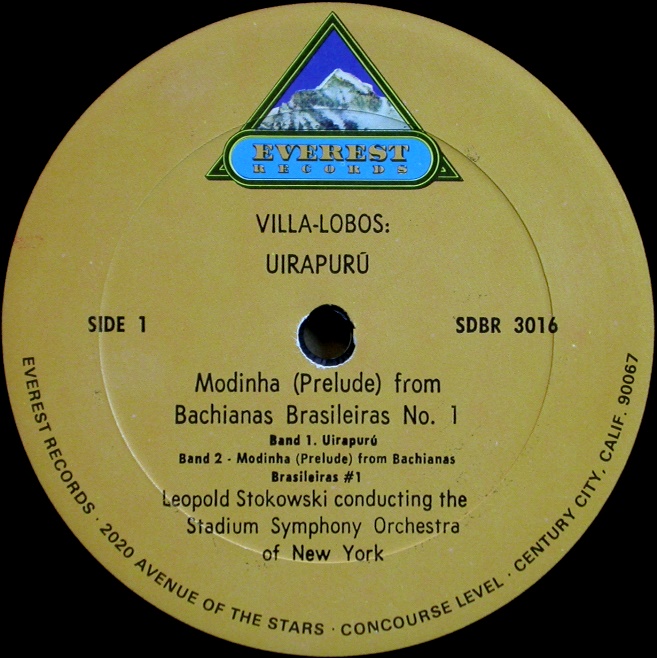 EVEREST
RECORDS
VILLA-LOBOS:
UIRAPURÚ
SIDE 1
SDBR 3016
Modinha (Prelude) from
Bachianas Brasileiras No. 1
Band 1. Uirapurú
Band 2 - Modinha (Prelude) from Bachianas
Brasileiras #1
Leopold Stokowski conducting the
Stadium Symphony Orchestra
of New York
EVEREST RECORDS · 2020 AVENUE OF THE STARS · CONCOURSE LEVEL · CENTURY CITY, CALIF. 90067